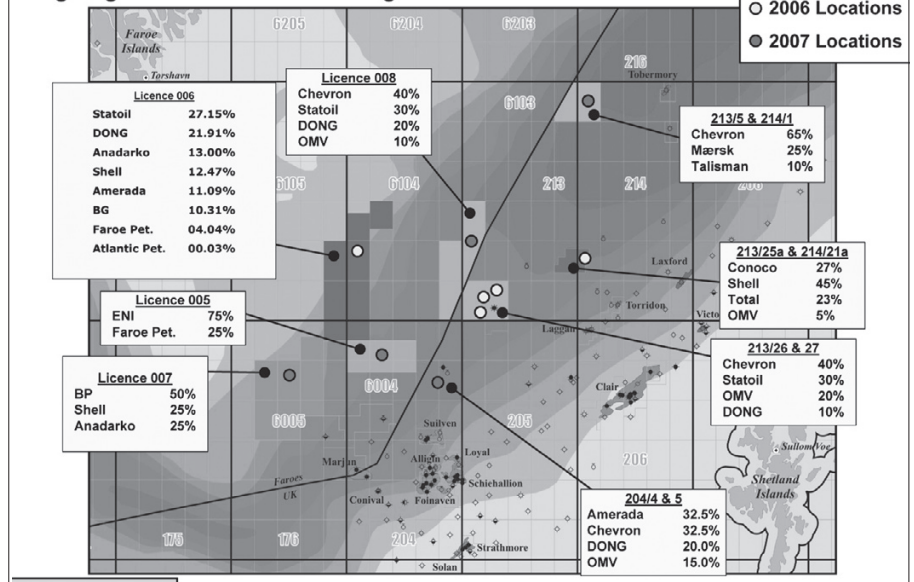 2006 Locations
2007 Locations
6205
6204
6203
Faroe
Islands
Torshavn
216
Tobermory
6103
Licence 006
Statoil 27.15%
DONG 21.91%
Anadarko 13.00%
Shell 12.47%
Amerada 11.09%
BG 10.31%
Faroe Pet. 04.04%
Atlantic Pet. 00.03%
Licence 008
Chevron 40%
Statoil 30%
DONG 20%
OMV 10%
213/5 & 214/1
Chevron 65%
Mærsk 25%
Talisman 10%
6105
6104
213
214
Laxford
213/25a & 214/21a
Conoco 27%
Shell 45%
Total 23%
OMV 5%
Torridon
Victo
Laggan
Licence 005
ENI 75%
Faroe Pet. 25%
213/26 & 27
Chevron 40%
Statoil 30%
OMV 20%
DONG 10%
Licence 007
BP 50%
Shell 25%
Anadarko 25%
6004
Clair
6005
205
Suilven
Sullom Voe
Marjun
Alligin
Loyal
206
Faroes
UK
Schiehallion
Conival
Foinaven
Shetland
Islands
204/4 & 5
Amerada 32.5%
Chevron 32.5%
DONG 20.0%
OMV 15.0%
175
176
204
Strathmore
Solan